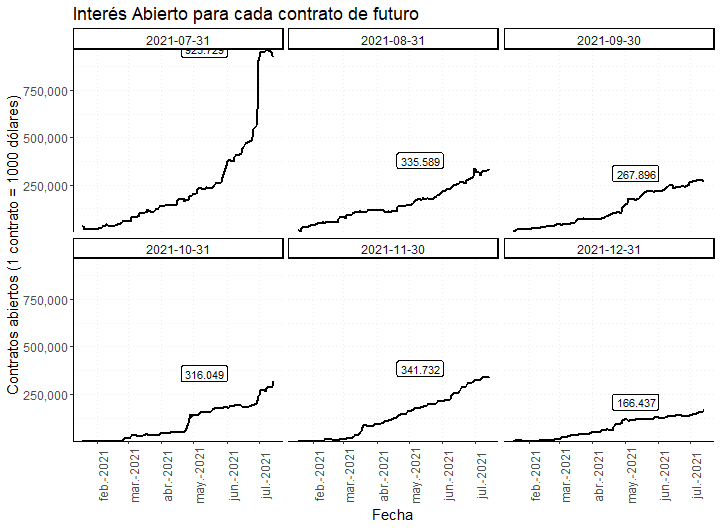 Interés Abierto para cada contrato de futuro
Contratos abiertos (1 contrato = 1000 dólares)
2021-07-31
2021-08-31
2021-09-30
750,000
500,000
250,000
923.729
335.589
267.896
2021-10-31
2021-11-30
2021-12-31
750,000
500,000
250,000
316.049
341.732
166.437
feb.-2021
mar.-2021
abr.-2021
may.-2021
jun.-2021
jul.-2021
feb.-2021
mar.-2021
abr.-2021
may.-2021
jun.-2021
jul.-2021
feb.-2021
mar.-2021
abr.-2021
may.-2021
jun.-2021
jul.-2021
Fecha